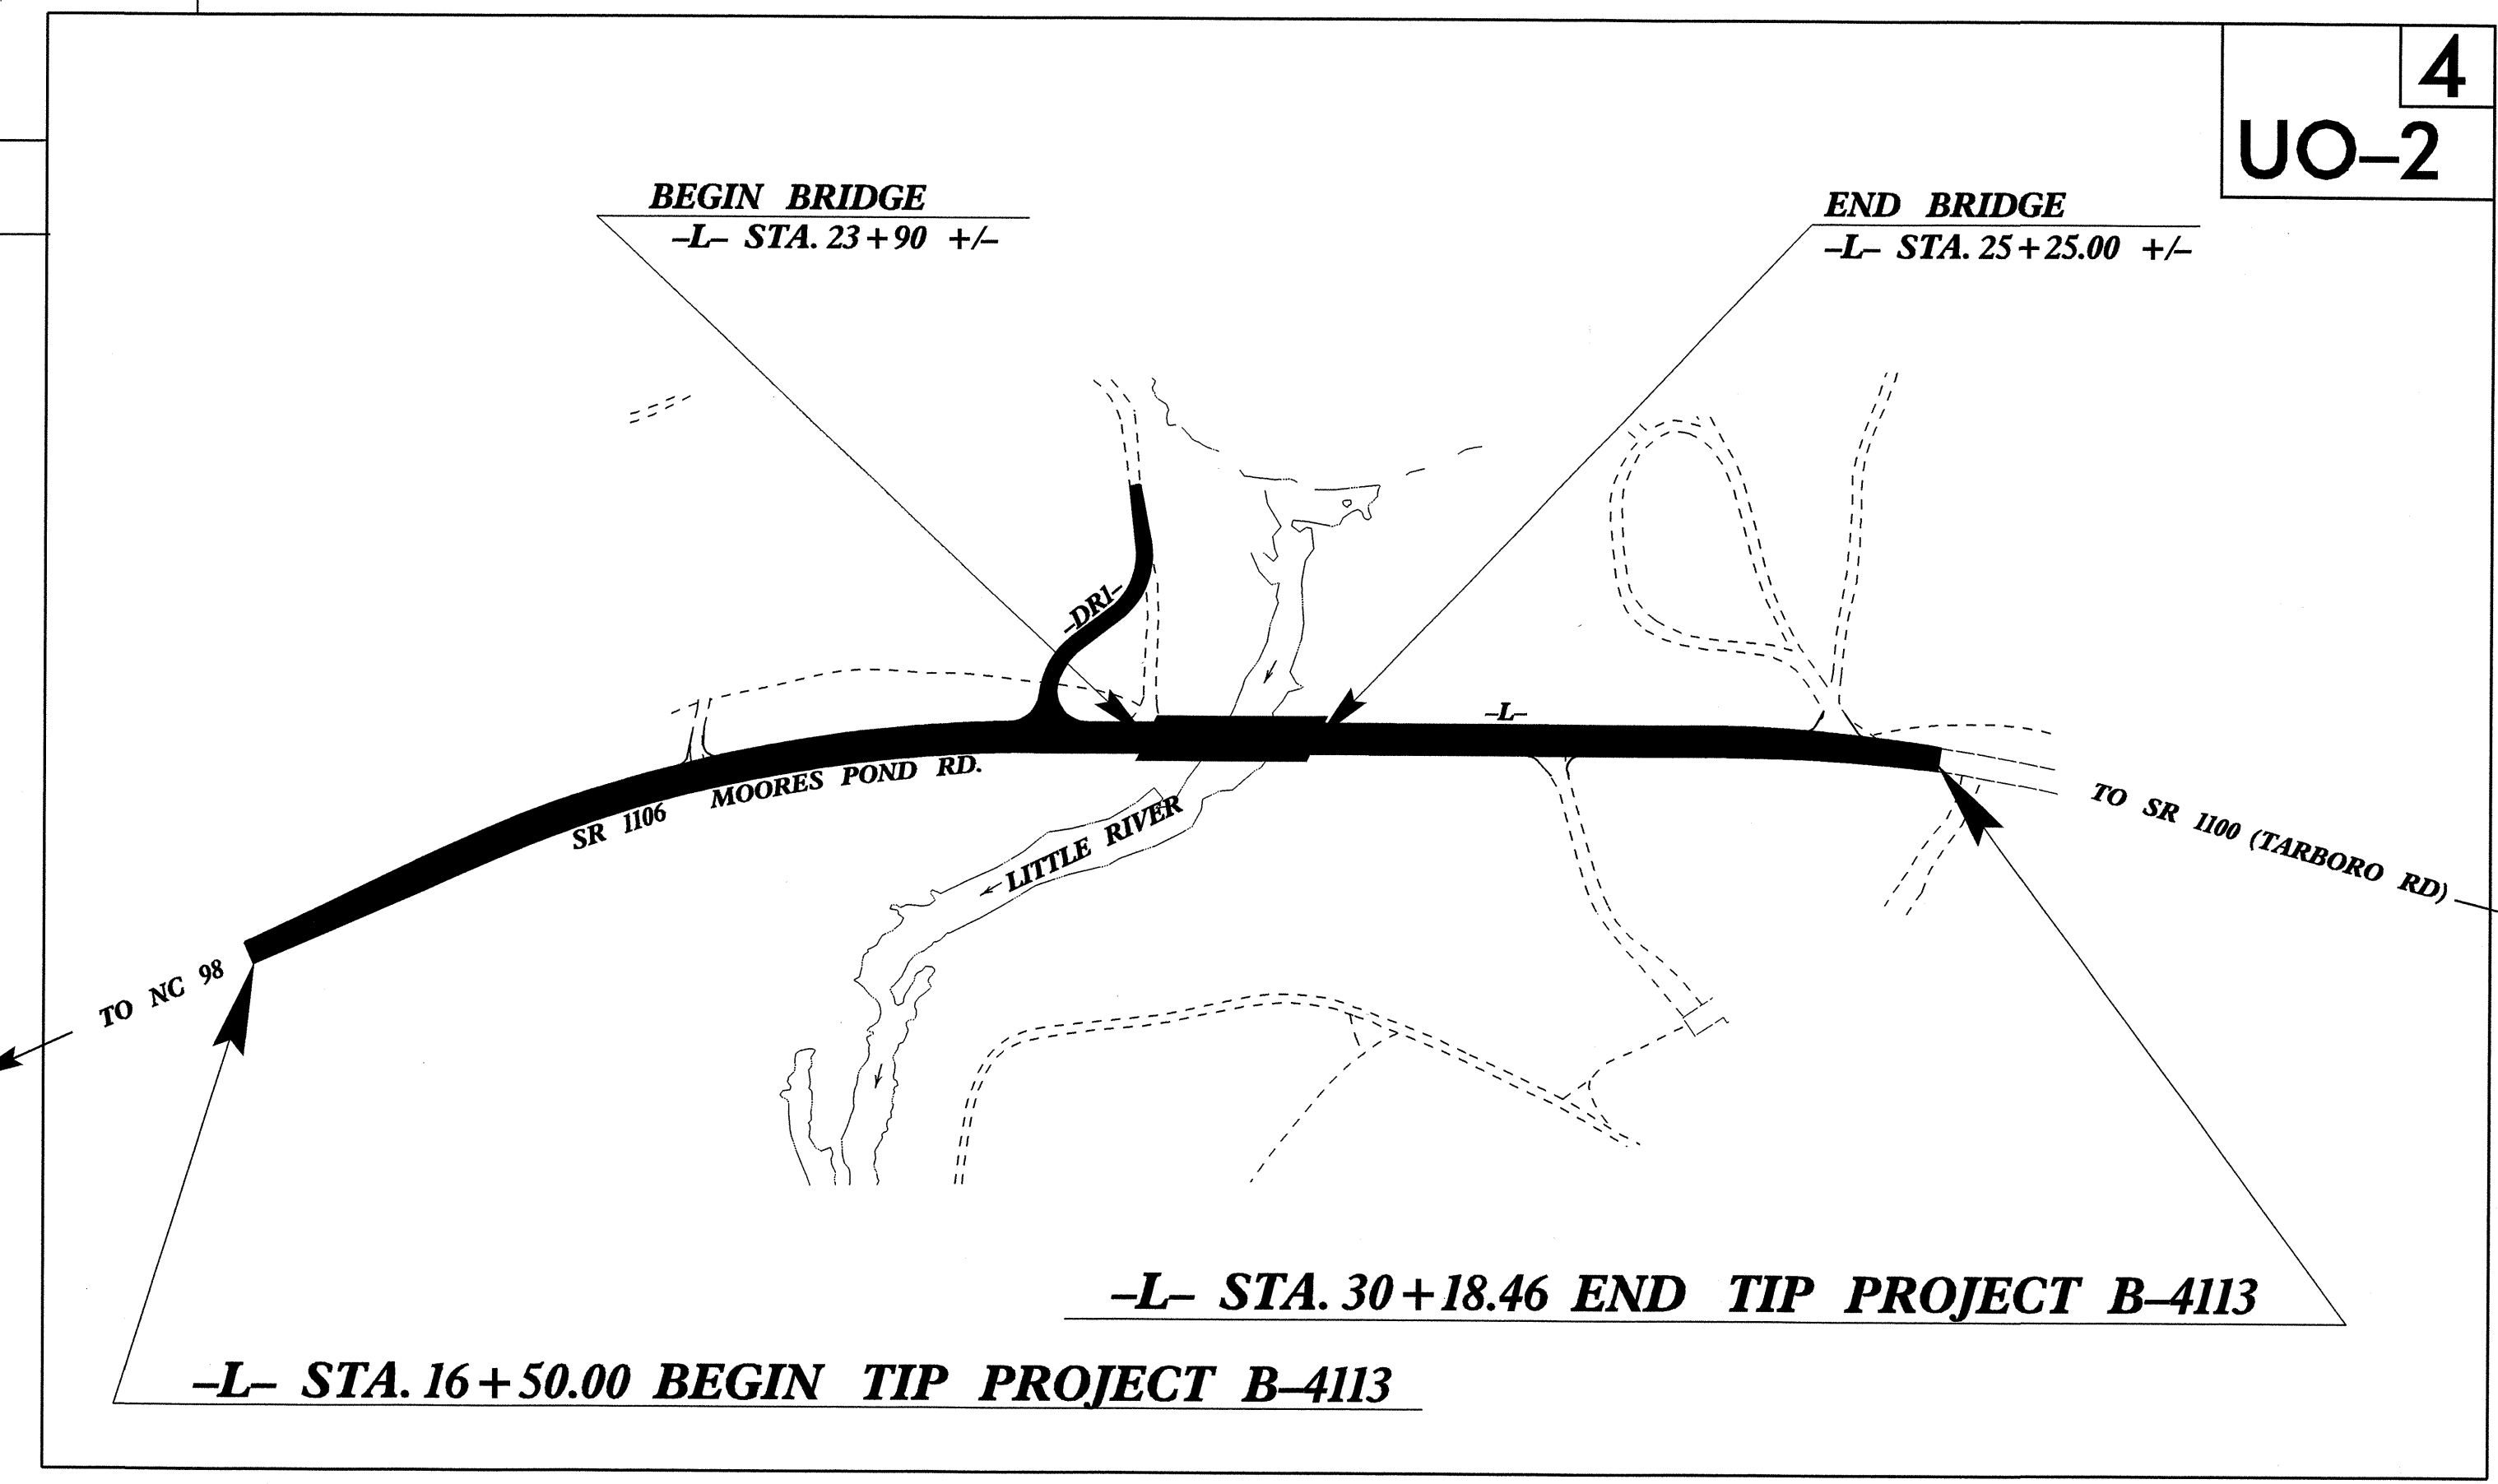 4
UO–2
BEGIN BRIDGE
–L– STA. 23+90 +/–
END BRIDGE
–L– STA. 25+25.00 +/–
–DR1–
–L–
SR 1106 MOORES POND RD.
LITTLE RIVER
TO NC 98
TO SR 1100 (TARBORO RD)
–L– STA. 30+18.46 END TIP PROJECT B–4113
–L– STA. 16+50.00 BEGIN TIP PROJECT B–4113